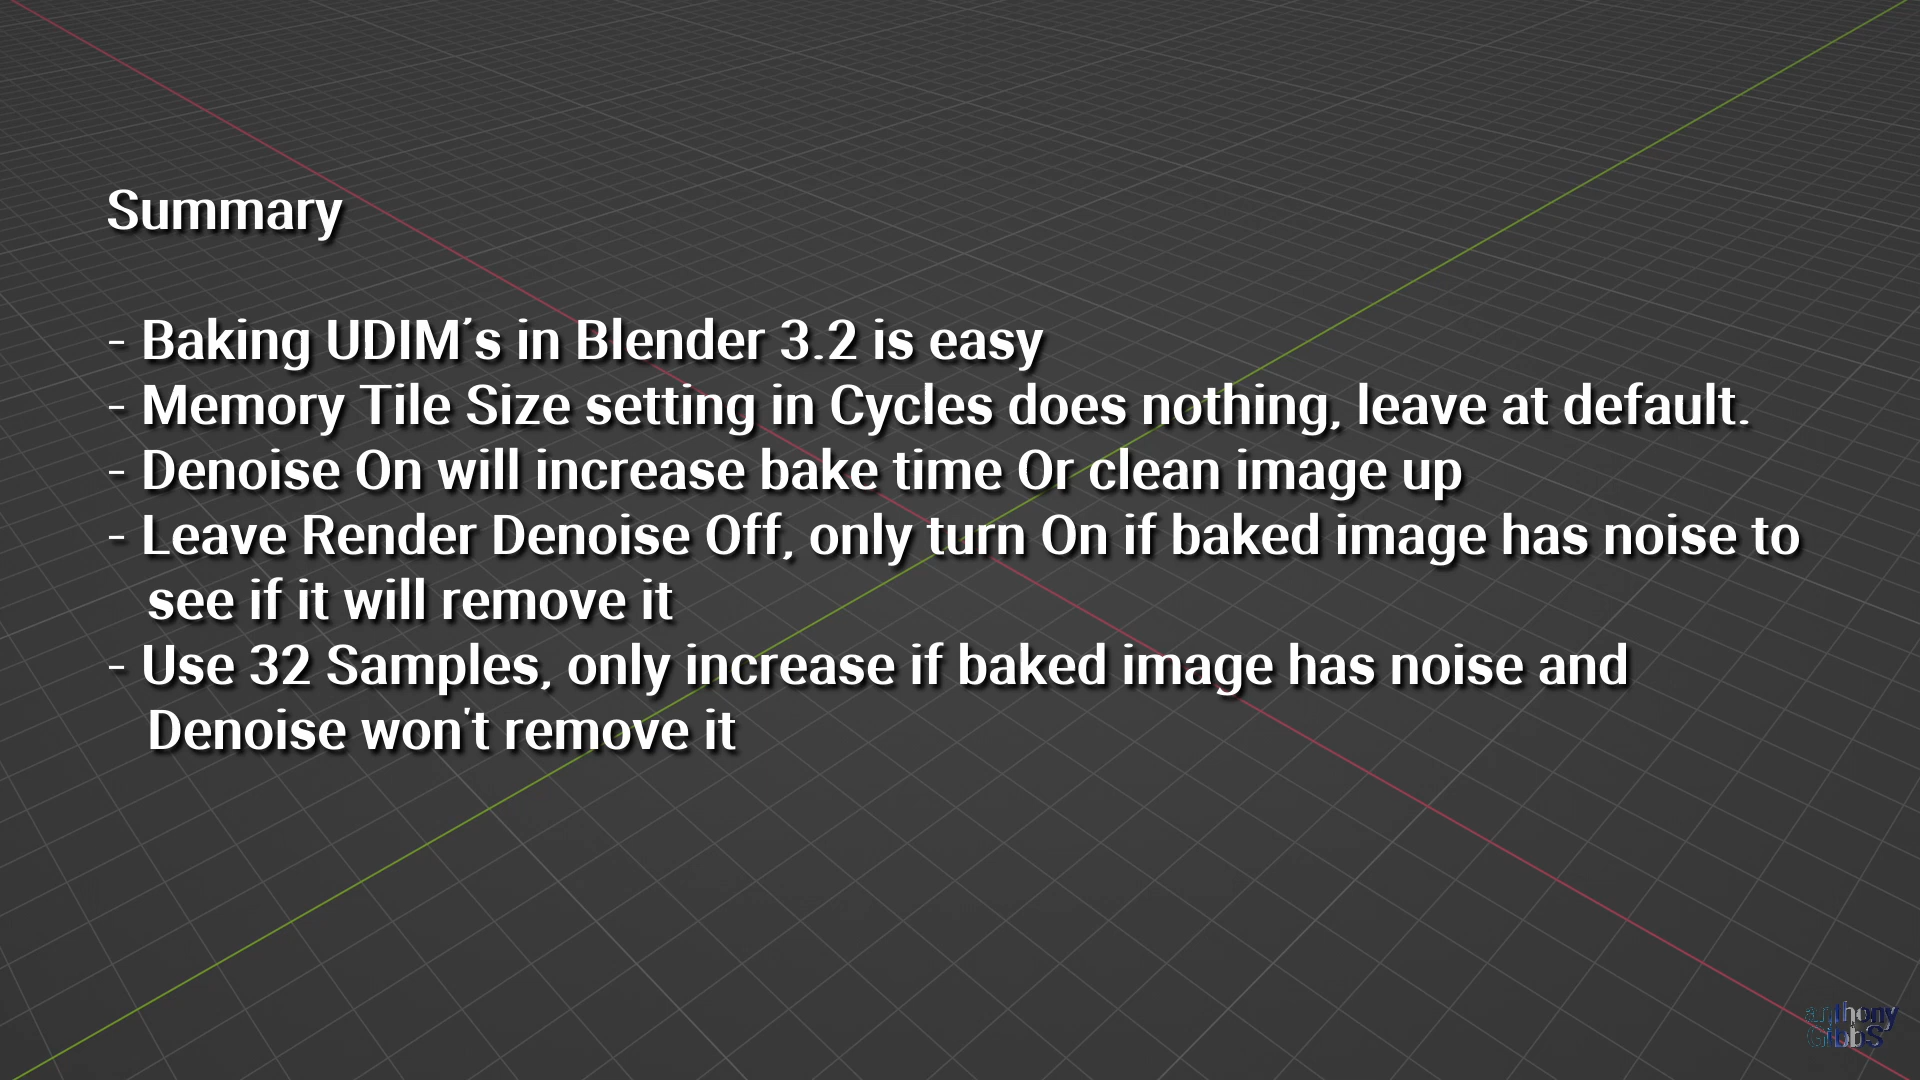 Summary
- Baking UDIM's in Blender 3.2 is easy
- Memory Tile Size setting in Cycles does nothing, leave at default.
- Denoise On will increase bake time Or clean image up
- Leave Render Denoise Off, only turn On if baked image has noise to
see if it will remove it
- Use 32 Samples, only increase if baked image has noise and
Denoise won't remove it
anthony
GibbS